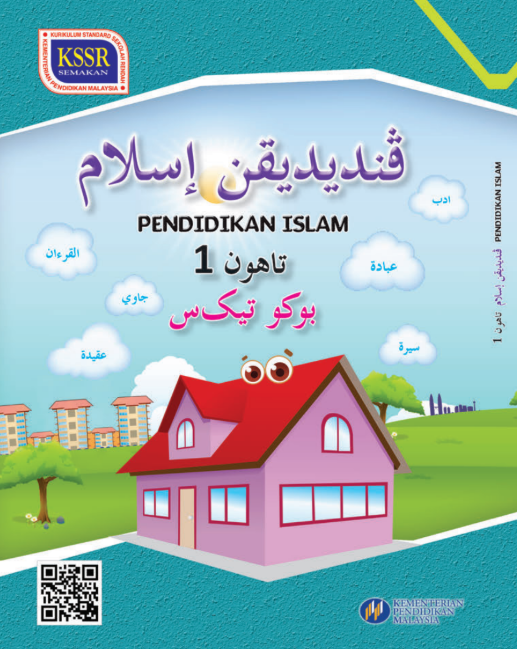 KURIKULUM STANDARD SEKOLAH RENDAH
KSSR
SEMAKAN
KEMENTERIAN PENDIDIKAN MALAYSIA
ڤنديديقن إسلام
PENDIDIKAN ISLAM
تاهون 1
بوكو تيک‌س
ادب
القرءان
عبادة
جاوي
سيرة
عقيدة
ڤنديديقن إسلام تاهون 1 PENDIDIKAN ISLAM
KEMENTERIAN
PENDIDIKAN
MALAYSIA